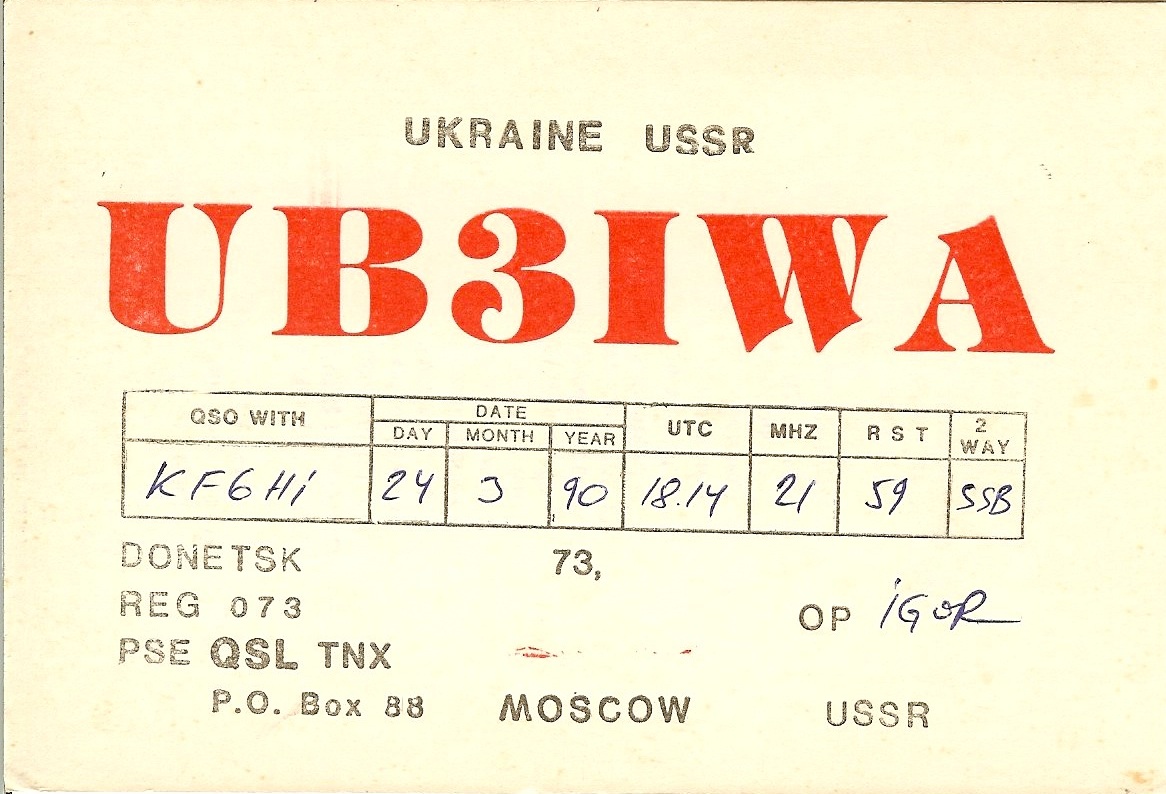 UKRAINE USSR
UB3IWA
QSO WITH DATE UTC MHZ R S T 2 WAY
DAY MONTH YEAR
KF6Hi 24 3 90 18.14 21 59 SSB
DONETSK 73,
REG 073
OP iGOR
PSE QSL TNX
P.O. Box 88 MOSCOW USSR